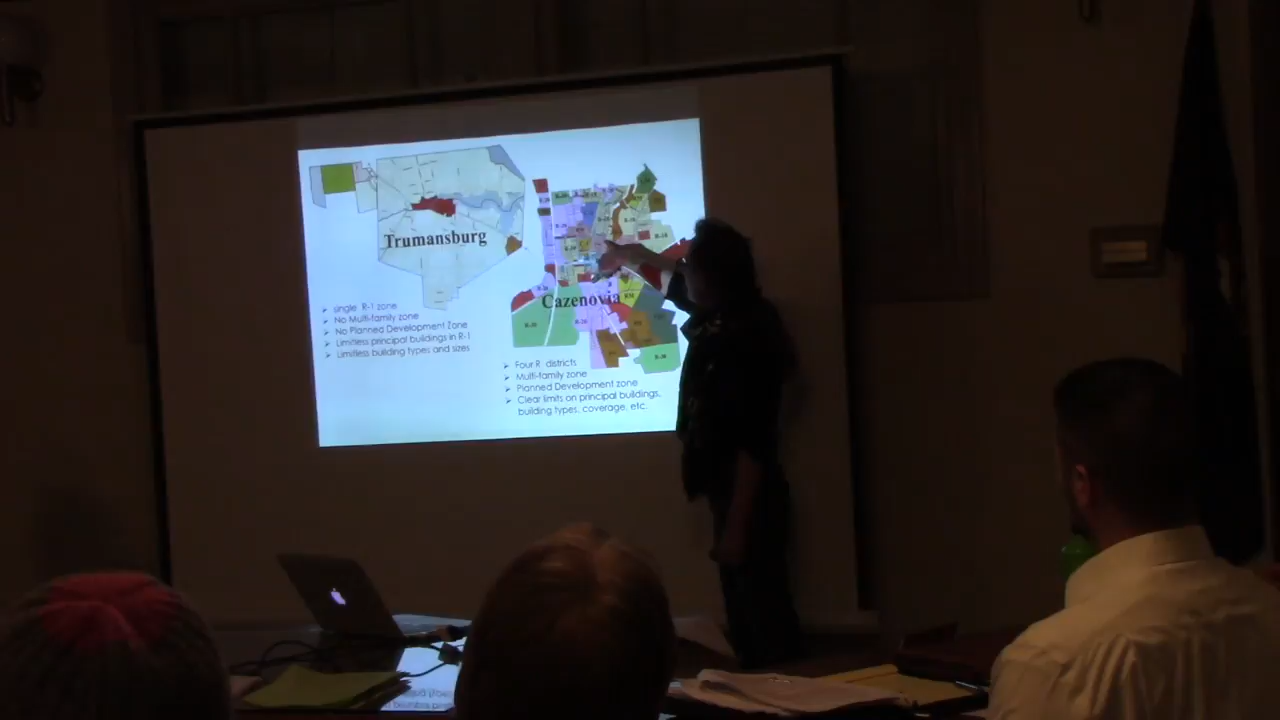 Trumansburg
➢ single R-1 zone
➢ No Multi-family zone
➢ No Planned Development Zone
➢ Limitless principal buildings in R-1
➢ Limitless building types and sizes
Cazenovia
➢ Four R- districts
➢ Multi-family zone
➢ Planned Development zone
➢ Clear limits on principal buildings,
building types, coverage, etc.